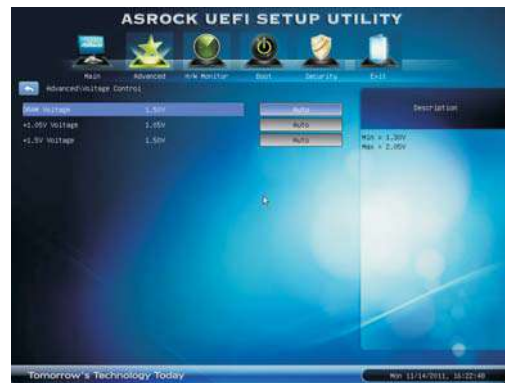 ASROCK UEFI SETUP UTILITY
Main Advanced H/W Monitor Boot Security Exit
Advanced\Voltage Control
DRAM Voltage 1.50V Auto
+1.05V Voltage 1.05V Auto
+1.5V Voltage 1.50V Auto
Description
Min = 1.30V
Max = 2.05V
Tomorrow's Technology Today
Mon 11/14/2011, 16:22:48